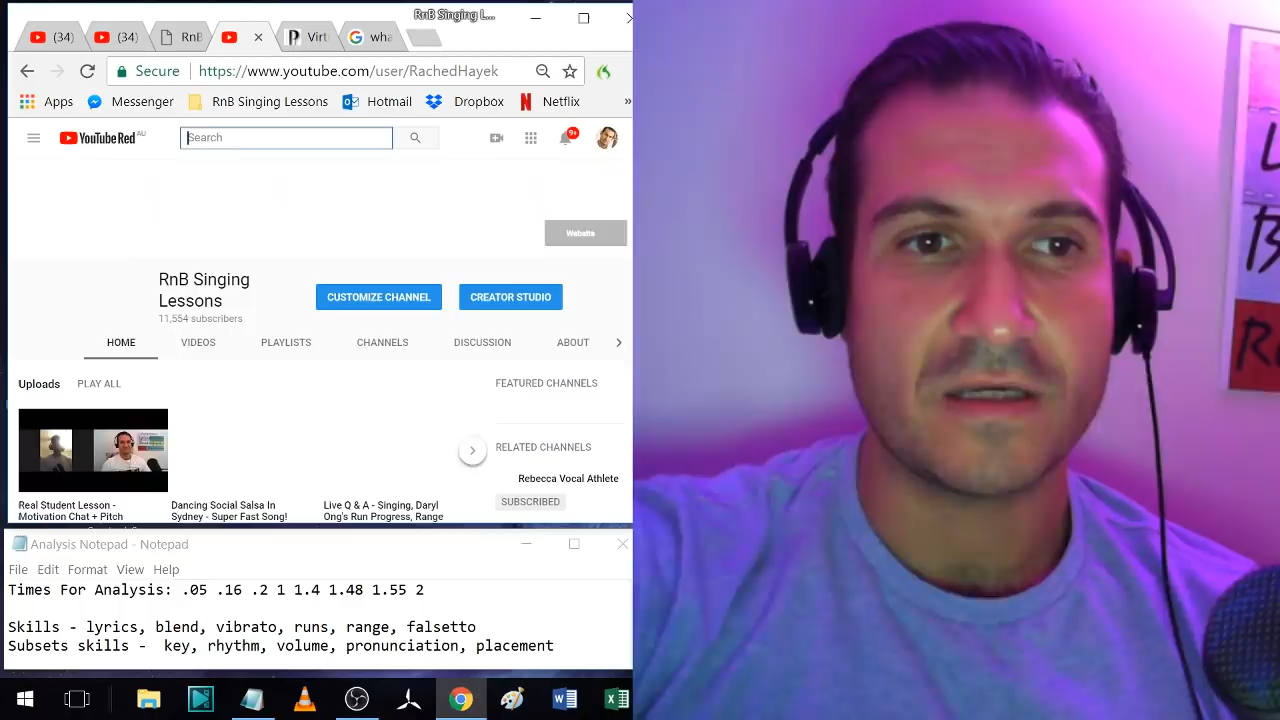 RnB Singing L...
(34)
(34)
RnB
Virt
wha
Secure
https://www.youtube.com/user/RachedHayek
Apps
Messenger
RnB Singing Lessons
Hotmail
Dropbox
Netflix
»
YouTube Red AU
Search
9+
Website
RnB Singing
Lessons
11,554 subscribers
CUSTOMIZE CHANNEL
CREATOR STUDIO
HOME
VIDEOS
PLAYLISTS
CHANNELS
DISCUSSION
ABOUT
Uploads
PLAY ALL
FEATURED CHANNELS
RELATED CHANNELS
Rebecca Vocal Athlete
SUBSCRIBED
Real Student Lesson -
Motivation Chat + Pitch
Dancing Social Salsa In
Sydney - Super Fast Song!
Live Q & A - Singing, Daryl
Ong's Run Progress, Range
Analysis Notepad - Notepad
File Edit Format View Help
Times For Analysis: .05 .16 .2 1 1.4 1.48 1.55 2
Skills - lyrics, blend, vibrato, runs, range, falsetto
Subsets skills -  key, rhythm, volume, pronunciation, placement